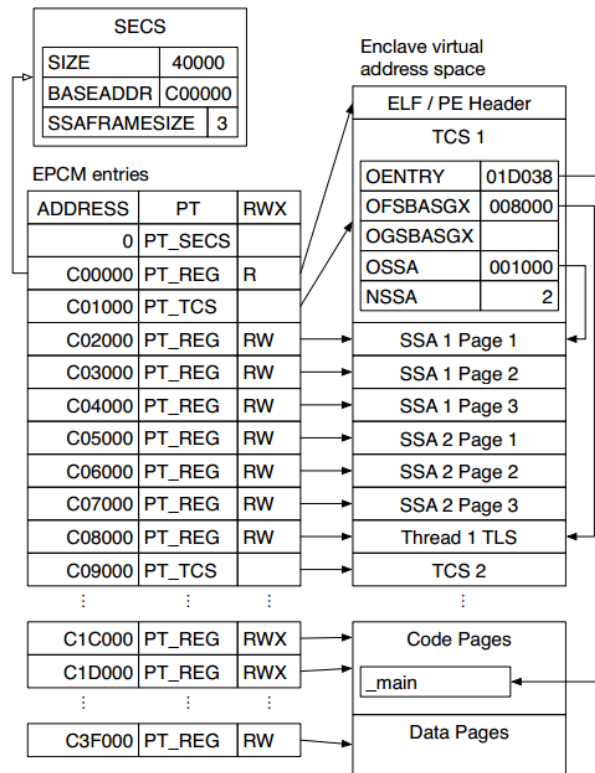 SECS
SIZE 40000
BASEADDR C00000
SSAFRAMESIZE 3
EPCM entries
ADDRESS PT RWX
0 PT_SECS
C00000 PT_REG R
C01000 PT_TCS
C02000 PT_REG RW
C03000 PT_REG RW
C04000 PT_REG RW
C05000 PT_REG RW
C06000 PT_REG RW
C07000 PT_REG RW
C08000 PT_REG RW
C09000 PT_TCS
⋮ ⋮ ⋮
C1C000 PT_REG RWX
C1D000 PT_REG RWX
⋮ ⋮ ⋮
C3F000 PT_REG RW
Enclave virtual
address space
ELF / PE Header
TCS 1
OENTRY 01D038
OFSBASGX 008000
OGSBASGX
OSSA 001000
NSSA 2
SSA 1 Page 1
SSA 1 Page 2
SSA 1 Page 3
SSA 2 Page 1
SSA 2 Page 2
SSA 2 Page 3
Thread 1 TLS
TCS 2
⋮
Code Pages
_main
Data Pages